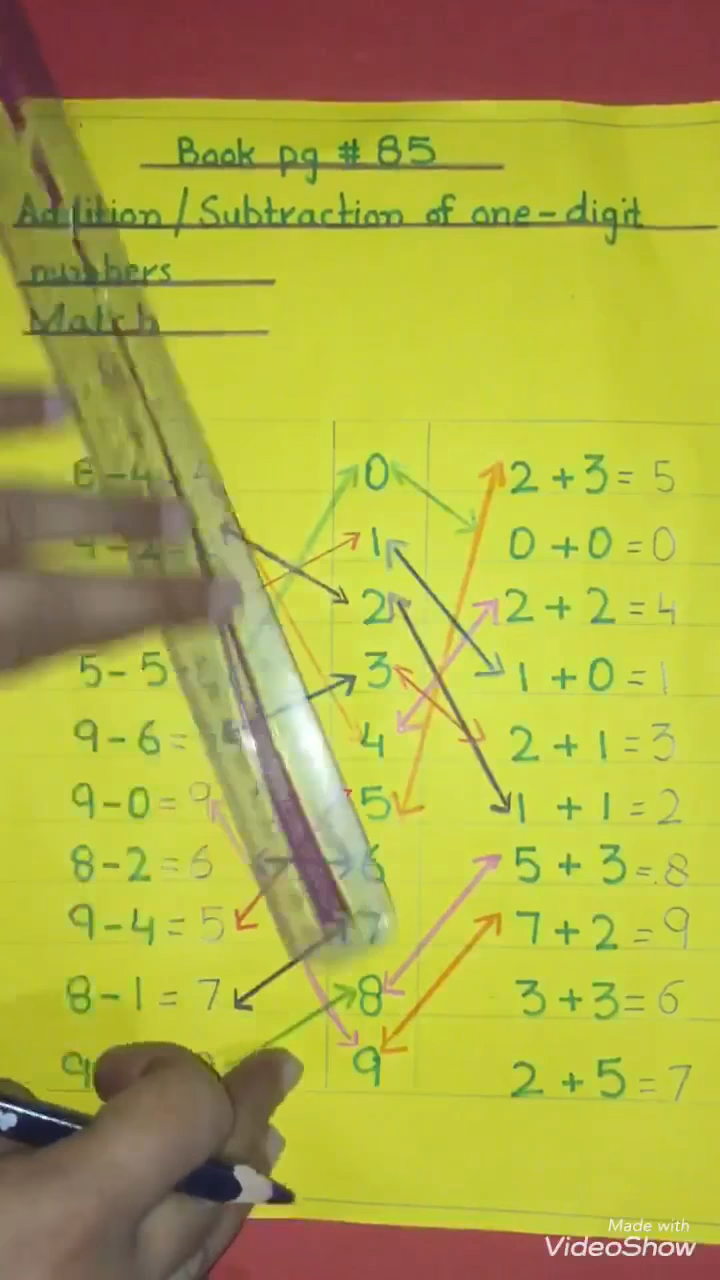 Book pg # 85
Addition/Subtraction of one-digit
numbers
Match
0 2 + 3 = 5
1 0 + 0 = 0
2 2 + 2 = 4
5 - 5 3 1 + 0 = 1
9 - 6 = 4 2 + 1 = 3
9 - 0 = 9 5 1 + 1 = 2
8 - 2 = 6 6 5 + 3 = 8
9 - 4 = 5 7 7 + 2 = 9
8 - 1 = 7 8 3 + 3 = 6
9 9 2 + 5 = 7
Made with
VideoShow